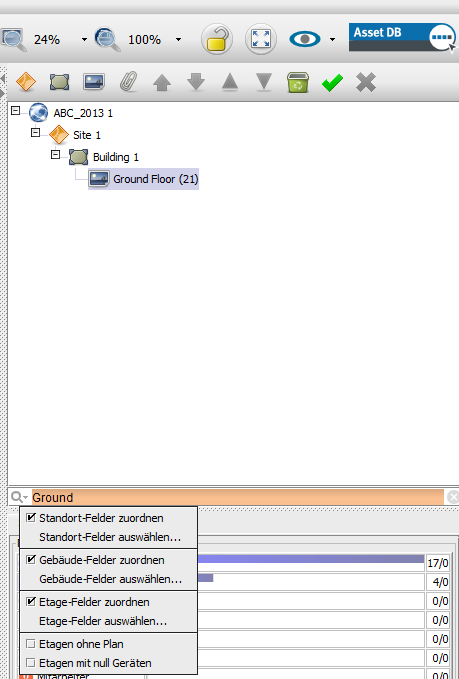 24% 100% Asset DB
ABC_2013 1
Site 1
Building 1
Ground Floor (21)
Ground
Standort-Felder zuordnen
Standort-Felder auswählen...
Gebäude-Felder zuordnen
17/0
Gebäude-Felder auswählen...
4/0
Etage-Felder zuordnen
0/0
Etage-Felder auswählen...
0/0
Etagen ohne Plan
0/0
Etagen mit null Geräten
0/0
Mitarbeiter
0/0